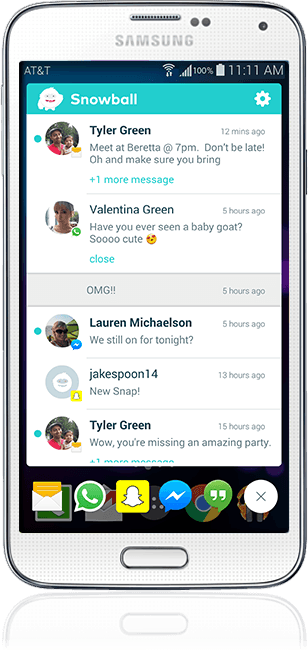 SAMSUNG
AT&T 100% 11:11 AM
Snowball
Tyler Green 12 mins ago
Meet at Beretta @ 7pm. Don't be late!
Oh and make sure you bring
+1 more message
Valentina Green 5 hours ago
Have you ever seen a baby goat?
Soooo cute 😋
close
OMG!! 5 hours ago
Lauren Michaelson 5 hours ago
We still on for tonight?
jakespoon14 13 hours ago
New Snap!
Tyler Green 15 hours ago
Wow, you're missing an amazing party.
+1 more message